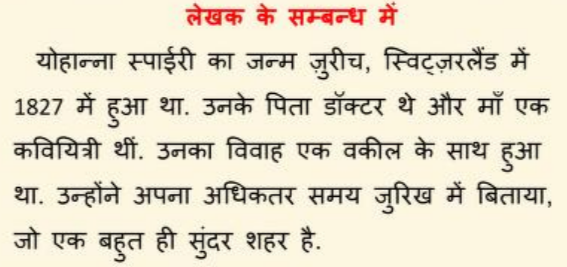 लेखक के सम्बन्ध में
योहान्ना स्पाईरी का जन्म ज़ुरीच, स्विट्ज़रलैंड में
1827 में हुआ था. उनके पिता डॉक्टर थे और माँ एक
कवियित्री थीं. उनका विवाह एक वकील के साथ हुआ
था. उन्होंने अपना अधिकतर समय जुरिख में बिताया,
जो एक बहुत ही सुंदर शहर है.